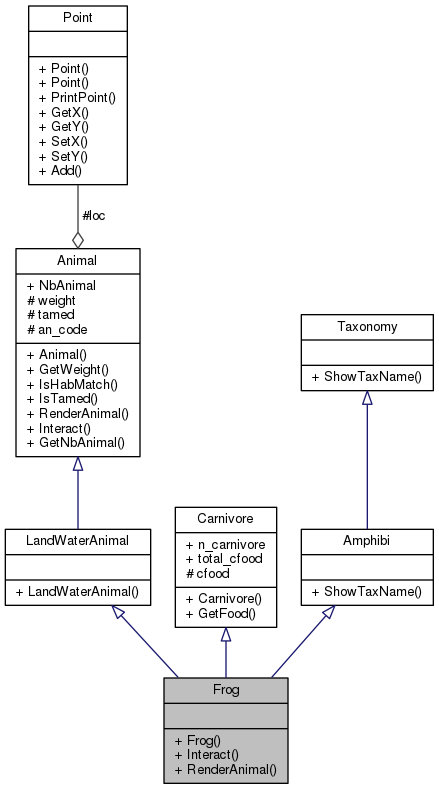 Point
+ Point()
+ Point()
+ PrintPoint()
+ GetX()
+ GetY()
+ SetX()
+ SetY()
+ Add()
#loc
Animal
+ NbAnimal
# weight
# tamed
# an_code
+ Animal()
+ GetWeight()
+ IsHabMatch()
+ IsTamed()
+ RenderAnimal()
+ Interact()
+ GetNbAnimal()
Taxonomy
+ ShowTaxName()
LandWaterAnimal
+ LandWaterAnimal()
Carnivore
+ n_carnivore
+ total_cfood
# cfood
+ Carnivore()
+ GetFood()
Amphibi
+ ShowTaxName()
Frog
+ Frog()
+ Interact()
+ RenderAnimal()